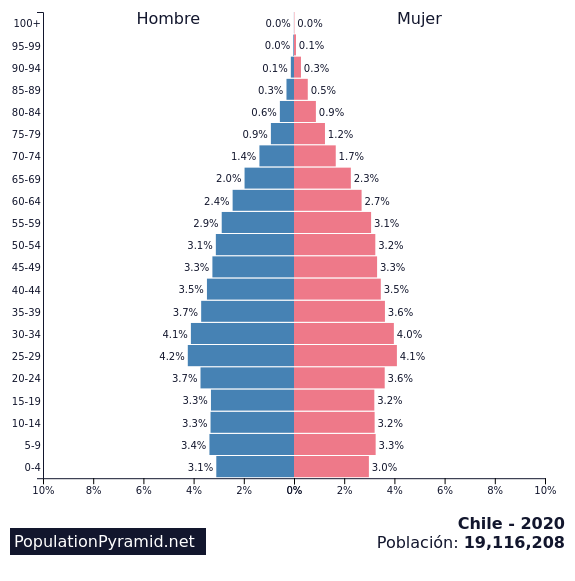 Hombre Mujer
100+ 0.0% 0.0%
95-99 0.0% 0.1%
90-94 0.1% 0.3%
85-89 0.3% 0.5%
80-84 0.6% 0.9%
75-79 0.9% 1.2%
70-74 1.4% 1.7%
65-69 2.0% 2.3%
60-64 2.4% 2.7%
55-59 2.9% 3.1%
50-54 3.1% 3.2%
45-49 3.3% 3.3%
40-44 3.5% 3.5%
35-39 3.7% 3.6%
30-34 4.1% 4.0%
25-29 4.2% 4.1%
20-24 3.7% 3.6%
15-19 3.3% 3.2%
10-14 3.3% 3.2%
5-9 3.4% 3.3%
0-4 3.1% 3.0%
10% 8% 6% 4% 2% 0% 2% 4% 6% 8% 10%
Chile - 2020
PopulationPyramid.net Población: 19,116,208